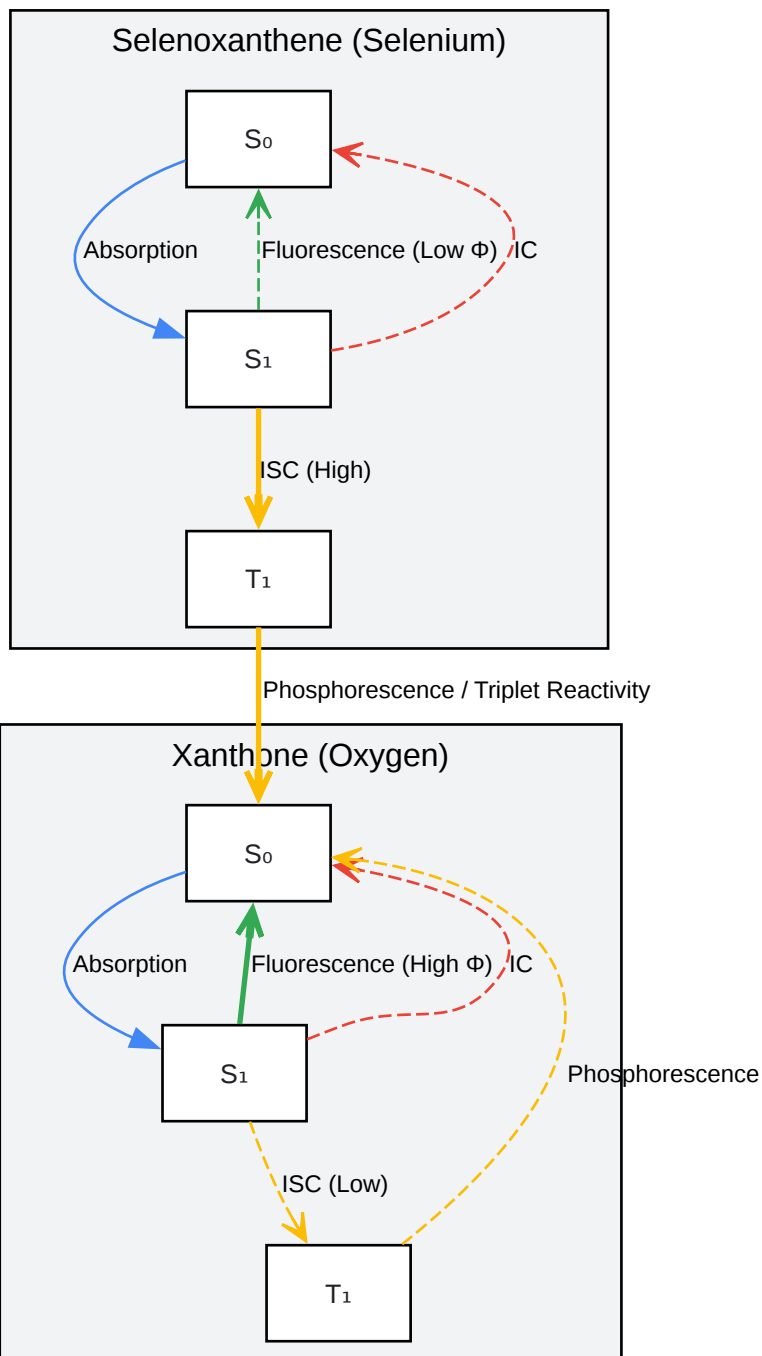 Selenoxanthene (Selenium)
S₀
Absorption
Fluorescence (Low Φ)
IC
S₁
ISC (High)
T₁
Phosphorescence / Triplet Reactivity
Xanthone (Oxygen)
S₀
Absorption
Fluorescence (High Φ)
IC
S₁
Phosphorescence
ISC (Low)
T₁